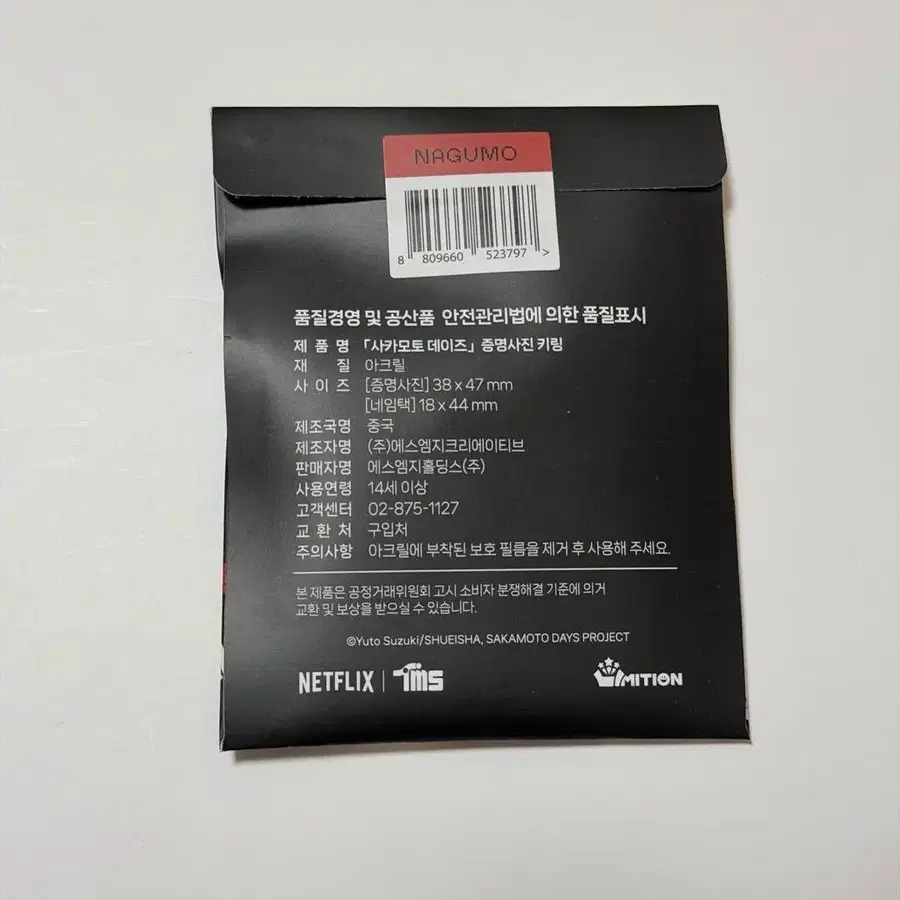 NAGUMO
8 809660 523797 >
품질경영 및 공산품 안전관리법에 의한 품질표시
제 품 명 「사카모토 데이즈」 증명사진 키링
재 질 아크릴
사 이 즈 [증명사진] 38 x 47 mm
[네임택] 18 x 44 mm
제조국명 중국
제조자명 (주)에스엠지크리에이티브
판매자명 에스엠지홀딩스(주)
사용연령 14세 이상
고객센터 02-875-1127
교 환 처 구입처
주의사항 아크릴에 부착된 보호 필름을 제거 후 사용해 주세요.
본 제품은 공정거래위원회 고시 소비자 분쟁해결 기준에 의거
교환 및 보상을 받으실 수 있습니다.
©Yuto Suzuki/SHUEISHA, SAKAMOTO DAYS PROJECT
NETFLIX | TMS MITION